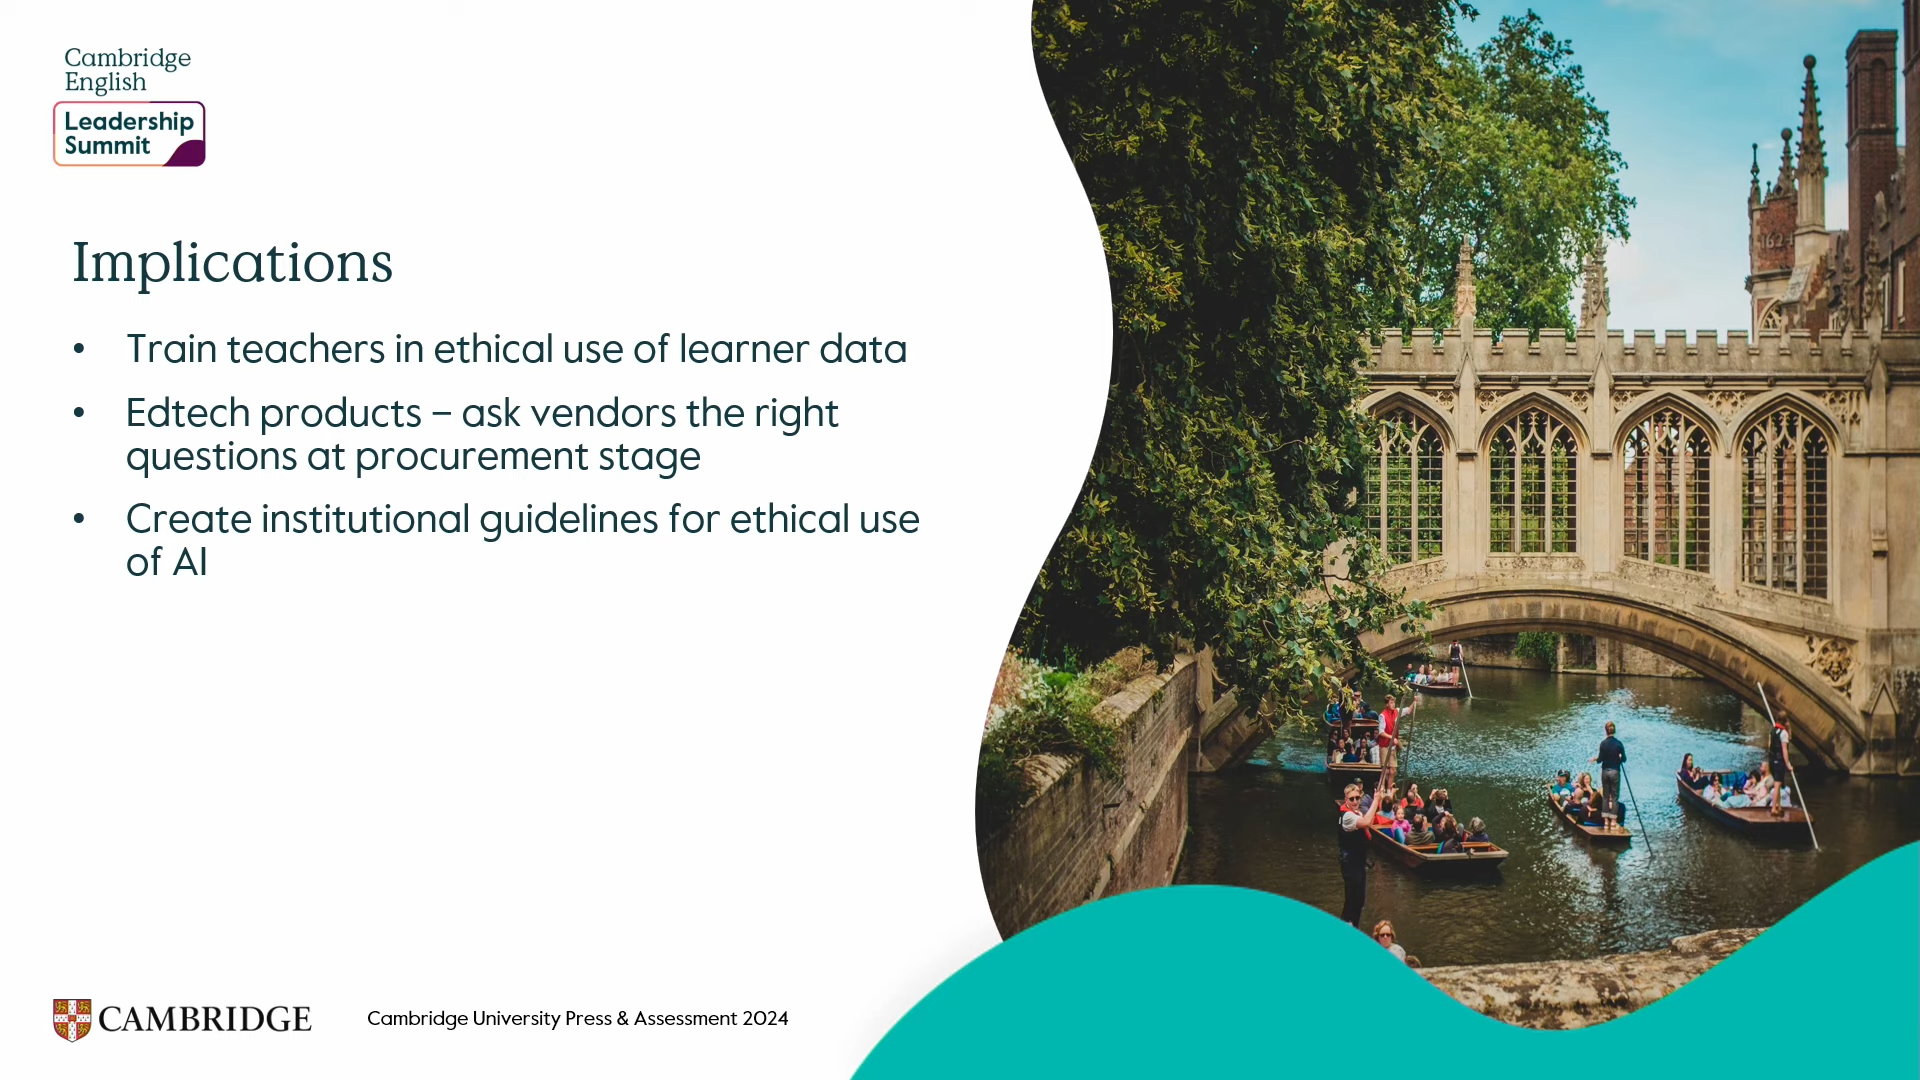 Cambridge
English
Leadership
Summit
Implications
• Train teachers in ethical use of learner data
• Edtech products – ask vendors the right
questions at procurement stage
• Create institutional guidelines for ethical use
of AI
CAMBRIDGE
Cambridge University Press & Assessment 2024